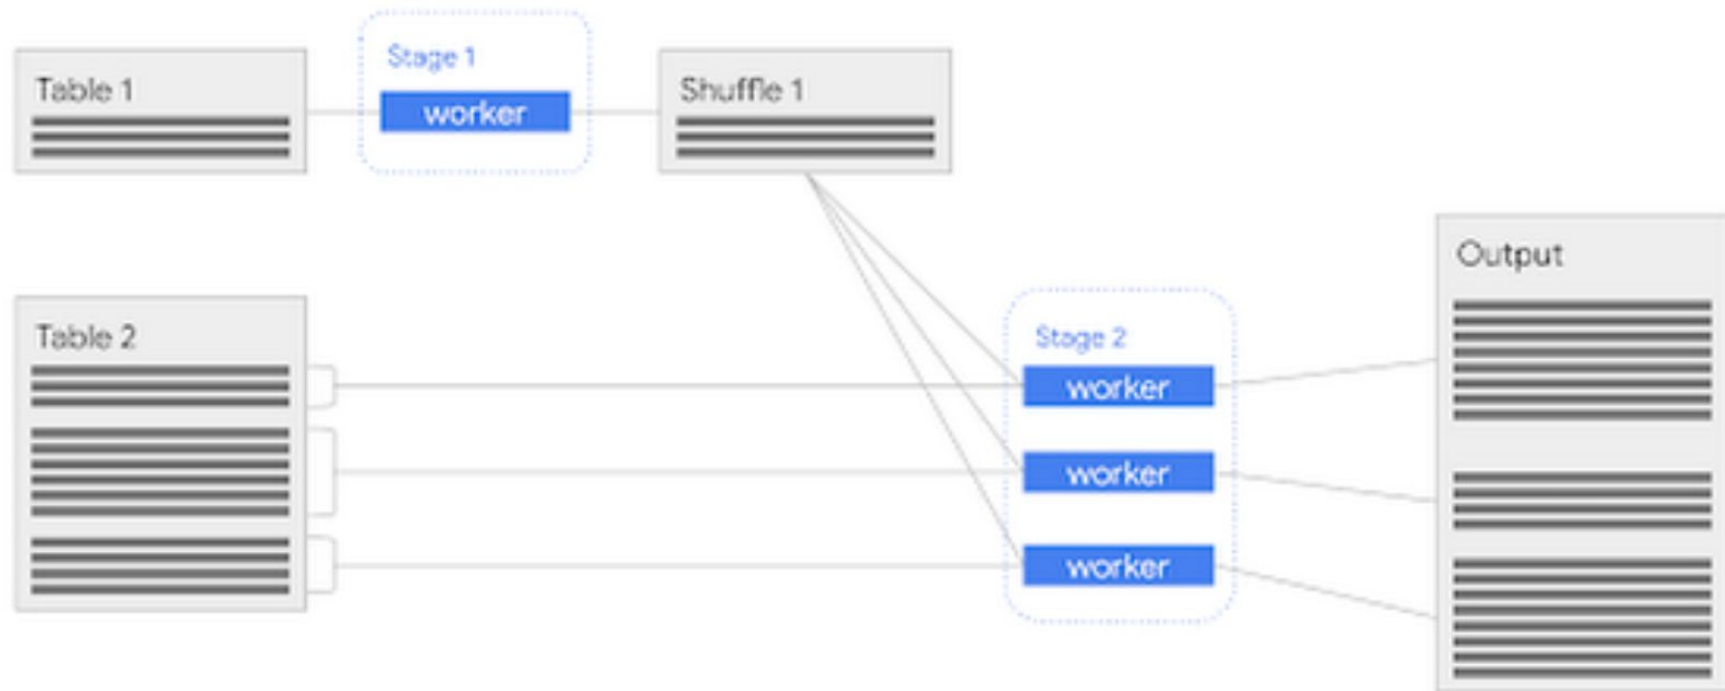 Stage 1
Table 1
worker
Shuffle 1
Output
Table 2
Stage 2
worker
worker
worker